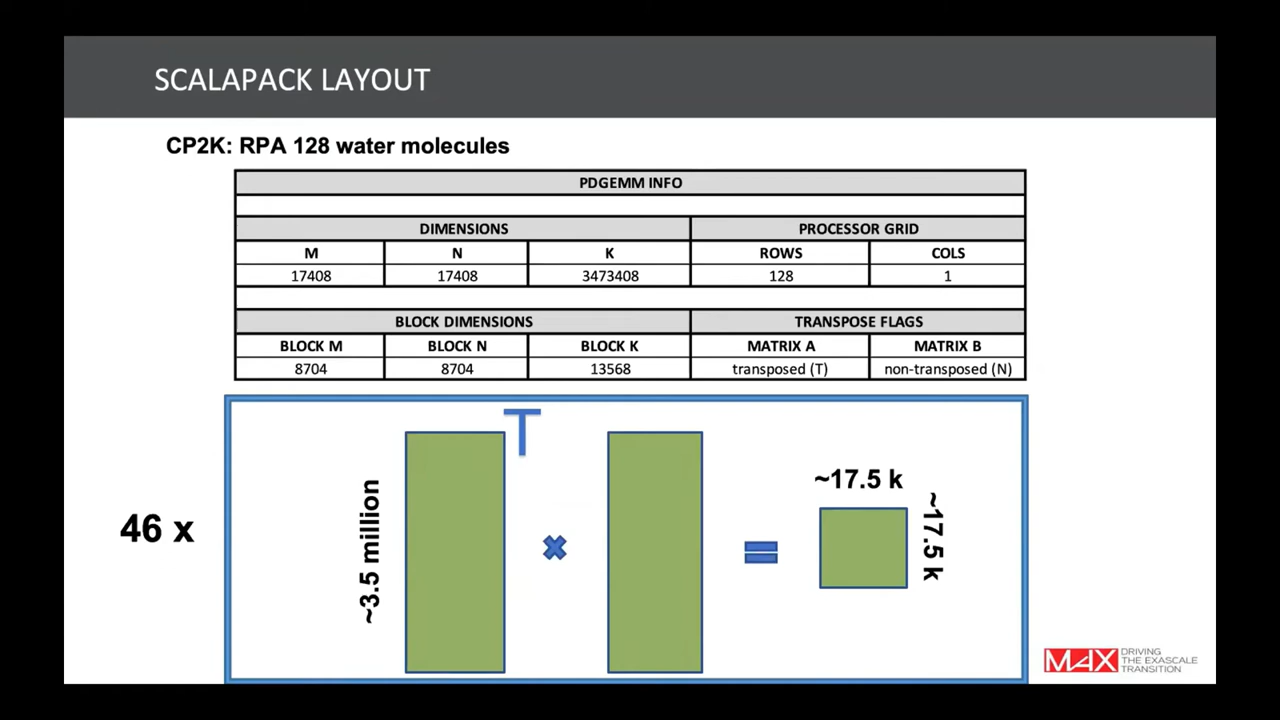 SCALAPACK LAYOUT
CP2K: RPA 128 water molecules
PDGEMM INFO
DIMENSIONS PROCESSOR GRID
M N K ROWS COLS
17408 17408 3473408 128 1
BLOCK DIMENSIONS TRANSPOSE FLAGS
BLOCK M BLOCK N BLOCK K MATRIX A MATRIX B
8704 8704 13568 transposed (T) non-transposed (N)
T
46 x
~3.5 million
~17.5 k
~17.5 k
MAX
DRIVING
THE EXASCALE
TRANSITION